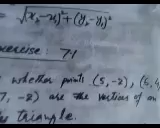 √(x₂-x₁)²+(y₂-y₁)²
exercise: 7.1
whether points (5,-2), (6,4
7, -2) are the vertices of an
triangle.